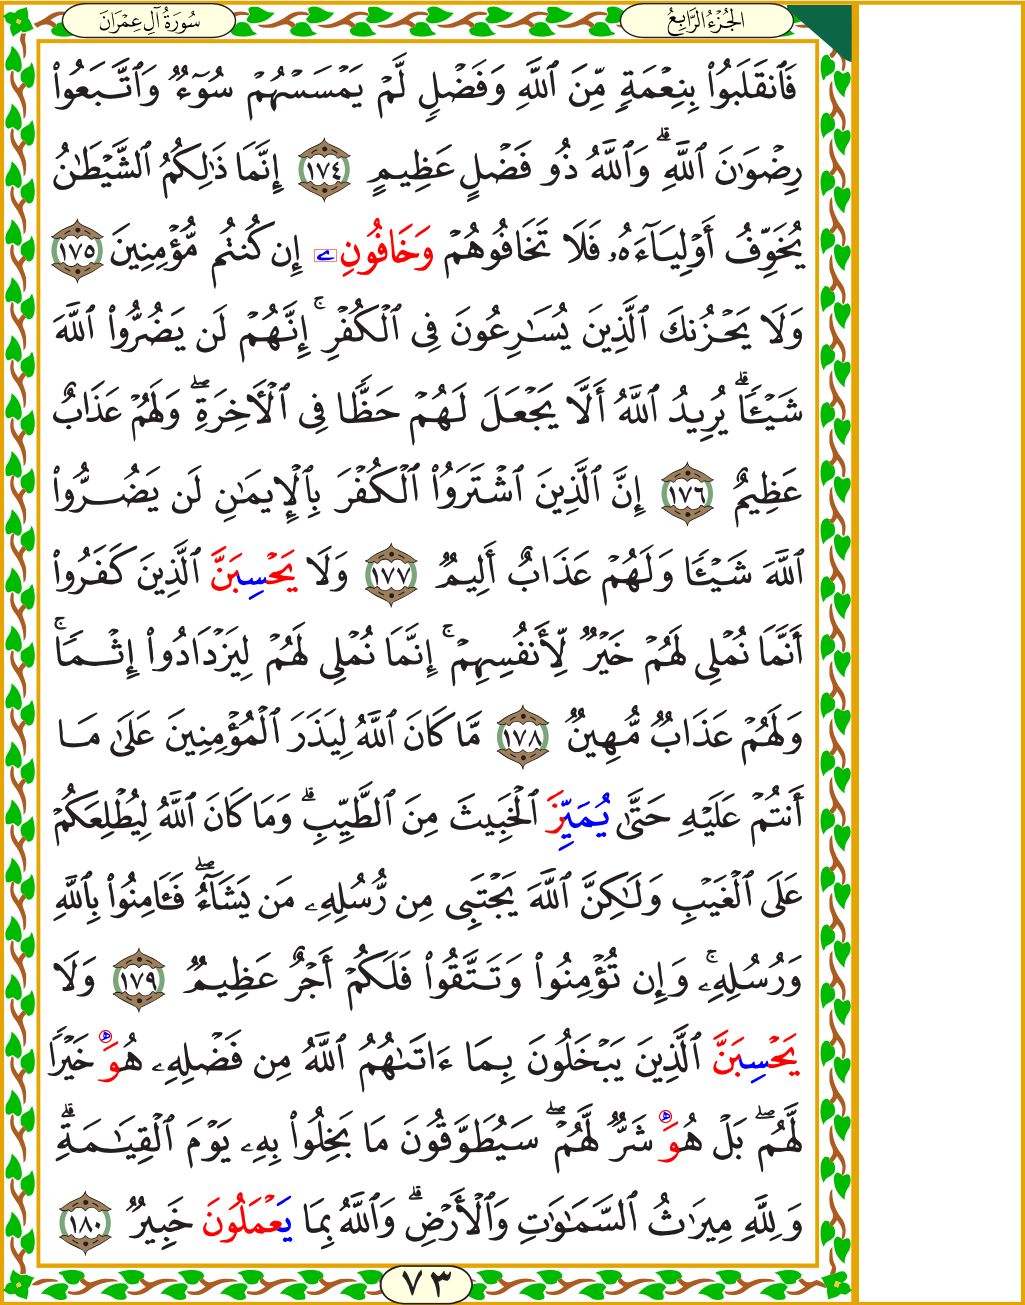 الجُزْءُ الرَّابِعُ
سُورَةُ آلِ عِمْرَانَ
فَٱنقَلَبُوا۟ بِنِعْمَةٍ مِّنَ ٱللَّهِ وَفَضْلٍ لَّمْ يَمْسَسْهُمْ سُوٓءٌ وَٱتَّبَعُوا۟
رِضْوَٰنَ ٱللَّهِ ۗ وَٱللَّهُ ذُو فَضْلٍ عَظِيمٍ ١٧٤ إِنَّمَا ذَٰلِكُمُ ٱلشَّيْطَٰنُ
يُخَوِّفُ أَوْلِيَآءَهُۥ فَلَا تَخَافُوهُمْ وَخَافُونِۦ إِن كُنتُم مُّؤْمِنِينَ ١٧٥
وَلَا يَحْزُنكَ ٱلَّذِينَ يُسَٰرِعُونَ فِى ٱلْكُفْرِ ۚ إِنَّهُمْ لَن يَضُرُّوا۟ ٱللَّهَ
شَيْـًٔا ۗ يُرِيدُ ٱللَّهُ أَلَّا يَجْعَلَ لَهُمْ حَظًّا فِى ٱلْـَٔاخِرَةِ ۖ وَلَهُمْ عَذَابٌ
عَظِيمٌ ١٧٦ إِنَّ ٱلَّذِينَ ٱشْتَرَوُا۟ ٱلْكُفْرَ بِٱلْإِيمَٰنِ لَن يَضُرُّوا۟
ٱللَّهَ شَيْـًٔا وَلَهُمْ عَذَابٌ أَلِيمٌ ١٧٧ وَلَا يَحْسِبَنَّ ٱلَّذِينَ كَفَرُوٓا۟
أَنَّمَا نُمْلِى لَهُمْ خَيْرٌ لِّأَنفُسِهِمْ ۚ إِنَّمَا نُمْلِى لَهُمْ لِيَزْدَادُوٓا۟ إِثْمًا ۚ
وَلَهُمْ عَذَابٌ مُّهِينٌ ١٧٨ مَّا كَانَ ٱللَّهُ لِيَذَرَ ٱلْمُؤْمِنِينَ عَلَىٰ مَا
أَنتُمْ عَلَيْهِ حَتَّىٰ يُمَيِّزَ ٱلْخَبِيثَ مِنَ ٱلطَّيِّبِ ۗ وَمَا كَانَ ٱللَّهُ لِيُطْلِعَكُمْ
عَلَى ٱلْغَيْبِ وَلَٰكِنَّ ٱللَّهَ يَجْتَبِى مِن رُّسُلِهِۦ مَن يَشَآءُ ۖ فَـَٔامِنُوا۟ بِٱللَّهِ
وَرُسُلِهِۦ ۚ وَإِن تُؤْمِنُوا۟ وَتَتَّقُوا۟ فَلَكُمْ أَجْرٌ عَظِيمٌ ١٧٩ وَلَا
يَحْسِبَنَّ ٱلَّذِينَ يَبْخَلُونَ بِمَا ءَاتَىٰهُمُ ٱللَّهُ مِن فَضْلِهِۦ هُوَ خَيْرًا
لَّهُم ۖ بَلْ هُوَ شَرٌّ لَّهُمْ ۖ سَيُطَوَّقُونَ مَا بَخِلُوا۟ بِهِۦ يَوْمَ ٱلْقِيَٰمَةِ ۗ
وَلِلَّهِ مِيرَٰثُ ٱلسَّمَٰوَٰتِ وَٱلْأَرْضِ ۗ وَٱللَّهُ بِمَا يَعْمَلُونَ خَبِيرٌ ١٨٠
٧٣